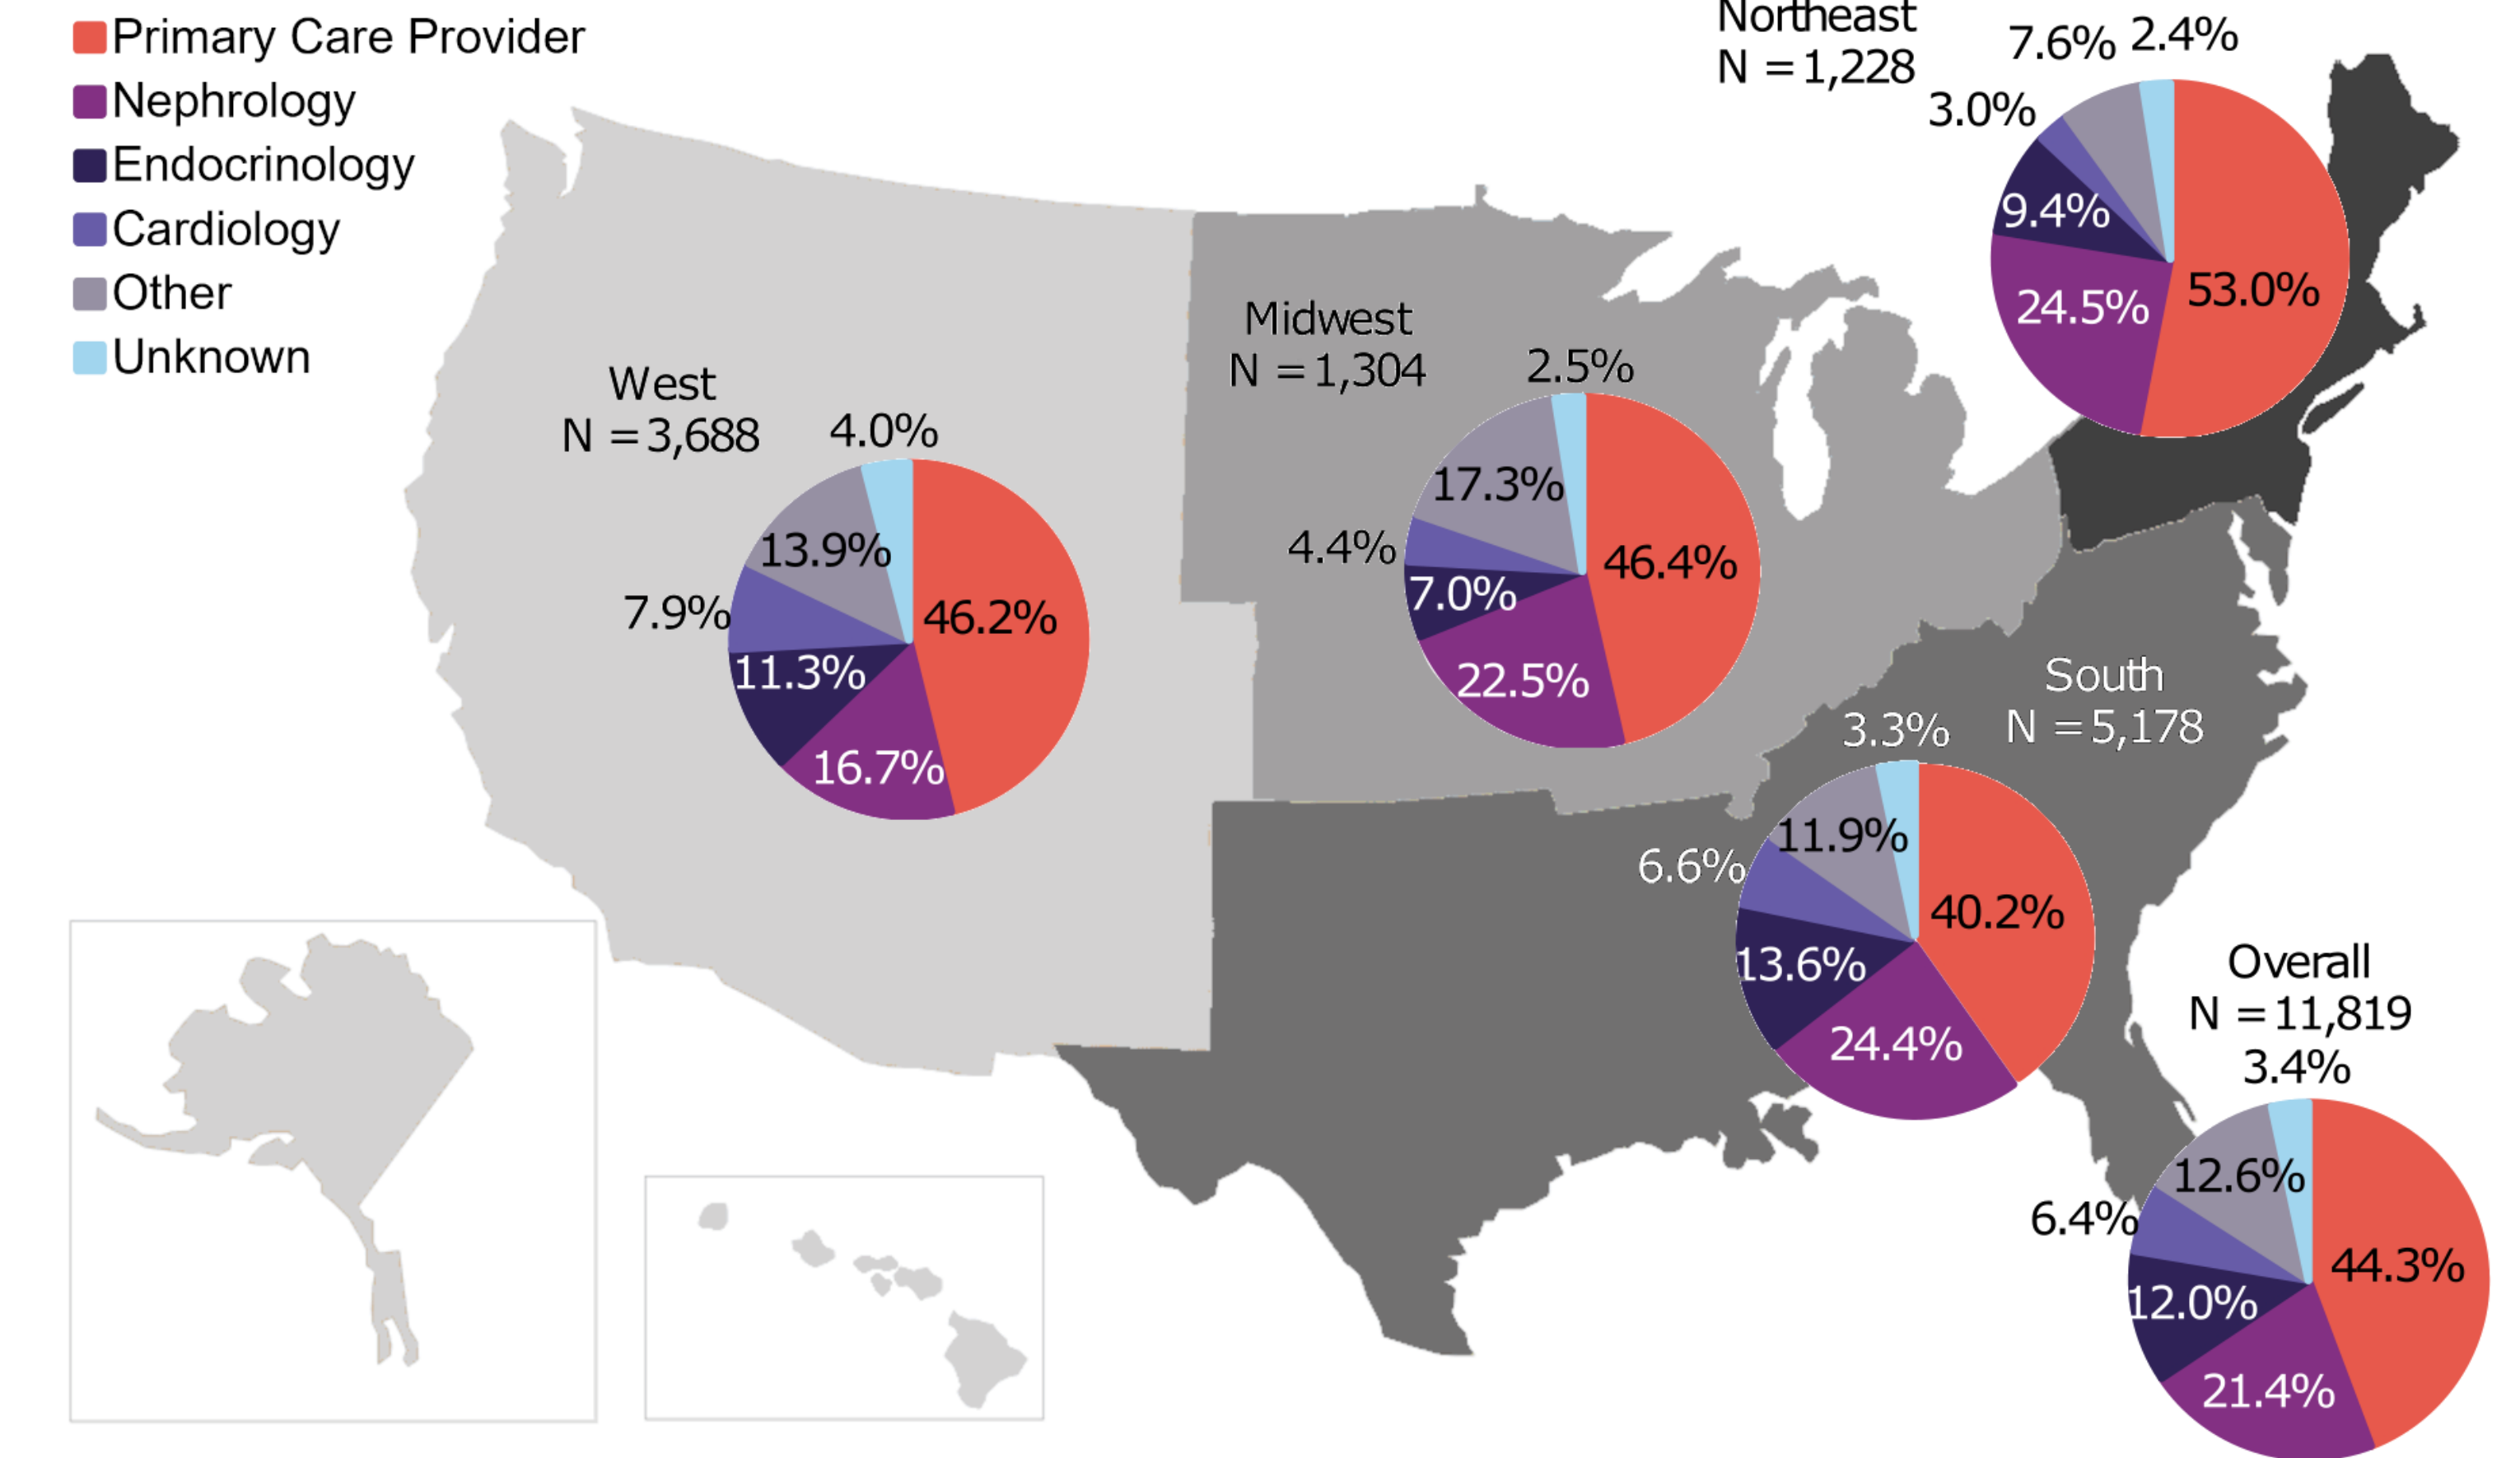 Primary Care Provider
Nephrology
Endocrinology
Cardiology
Other
Unknown
Northeast
N = 1,228
7.6% 2.4%
3.0%
9.4%
24.5%
53.0%
Midwest
N = 1,304
2.5%
17.3%
4.4%
7.0%
22.5%
46.4%
West
N = 3,688
4.0%
13.9%
7.9%
11.3%
16.7%
46.2%
South
N = 5,178
3.3%
11.9%
6.6%
13.6%
24.4%
40.2%
Overall
N = 11,819
3.4%
12.6%
6.4%
12.0%
21.4%
44.3%